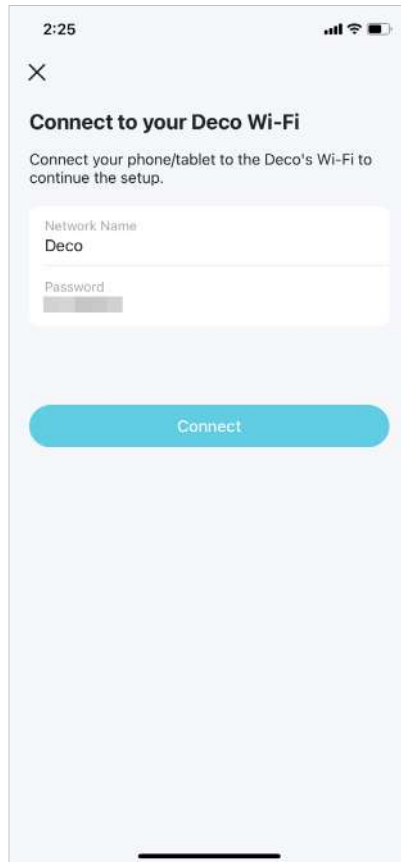 2:25
Connect to your Deco Wi-Fi
Connect your phone/tablet to the Deco's Wi-Fi to
continue the setup.
Network Name
Deco
Password
Connect